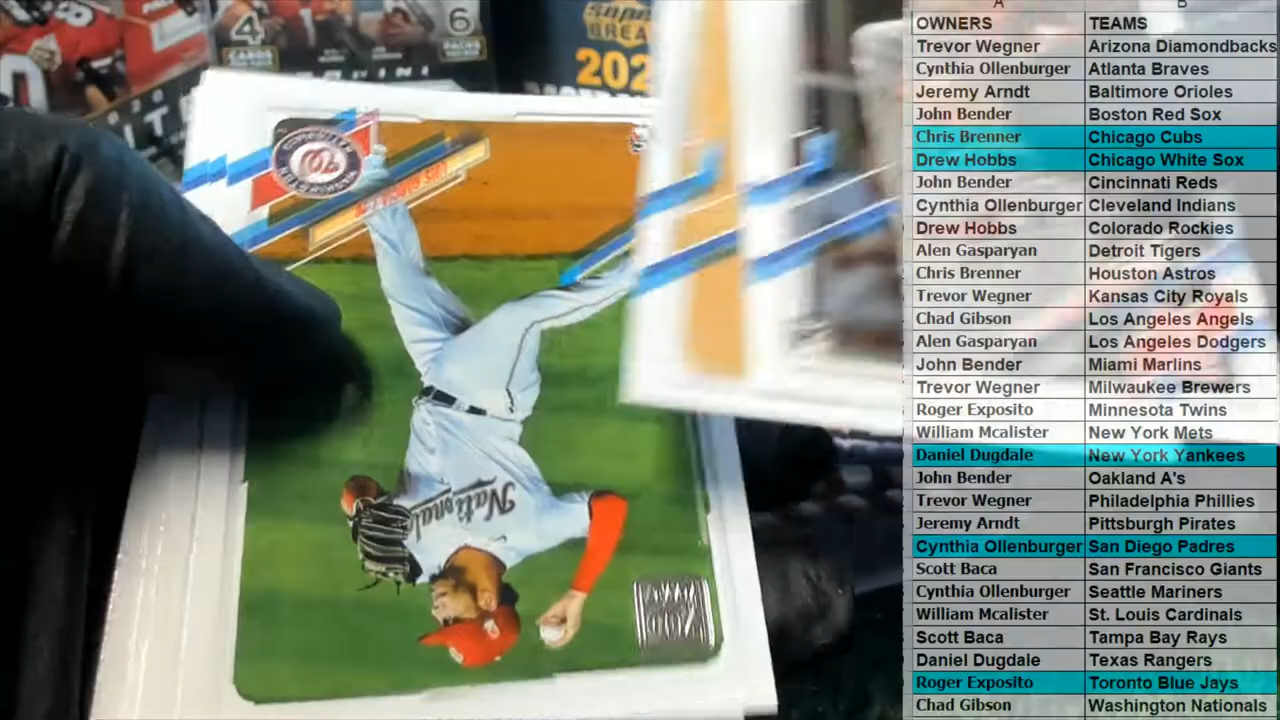 4
CARDS
6
PACKS
BREA
202
Nationals
A B
OWNERS TEAMS
Trevor Wegner Arizona Diamondbacks
Cynthia Ollenburger Atlanta Braves
Jeremy Arndt Baltimore Orioles
John Bender Boston Red Sox
Chris Brenner Chicago Cubs
Drew Hobbs Chicago White Sox
John Bender Cincinnati Reds
Cynthia Ollenburger Cleveland Indians
Drew Hobbs Colorado Rockies
Alen Gasparyan Detroit Tigers
Chris Brenner Houston Astros
Trevor Wegner Kansas City Royals
Chad Gibson Los Angeles Angels
Alen Gasparyan Los Angeles Dodgers
John Bender Miami Marlins
Trevor Wegner Milwaukee Brewers
Roger Exposito Minnesota Twins
William Mcalister New York Mets
Daniel Dugdale New York Yankees
John Bender Oakland A's
Trevor Wegner Philadelphia Phillies
Jeremy Arndt Pittsburgh Pirates
Cynthia Ollenburger San Diego Padres
Scott Baca San Francisco Giants
Cynthia Ollenburger Seattle Mariners
William Mcalister St. Louis Cardinals
Scott Baca Tampa Bay Rays
Daniel Dugdale Texas Rangers
Roger Exposito Toronto Blue Jays
Chad Gibson Washington Nationals